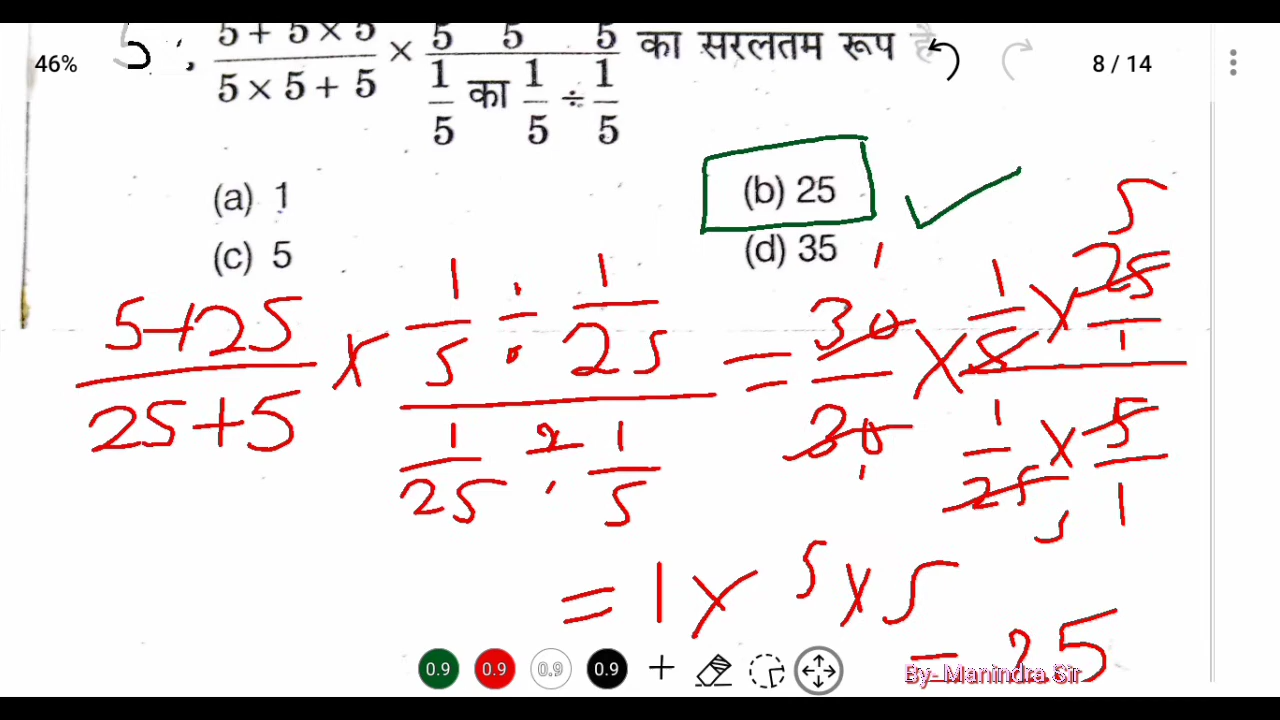 46%
8 / 14
5 + 5 × 5 / 5 × 5 + 5 × 5 5 5 / 1/5 का 1/5 ÷ 1/5 का सरलतम रूप है
(a) 1
(b) 25
(c) 5
(d) 35
5+25 / 25+5 × 1/5 ÷ 1/25 / 1/25 ÷ 1/5 = 30/30 × 1/5 × 25/1 / 1/25 × 5/1
= 1 × 5 × 5
= 25
0.9 0.9 0.9 0.9
By- Manindra Sir